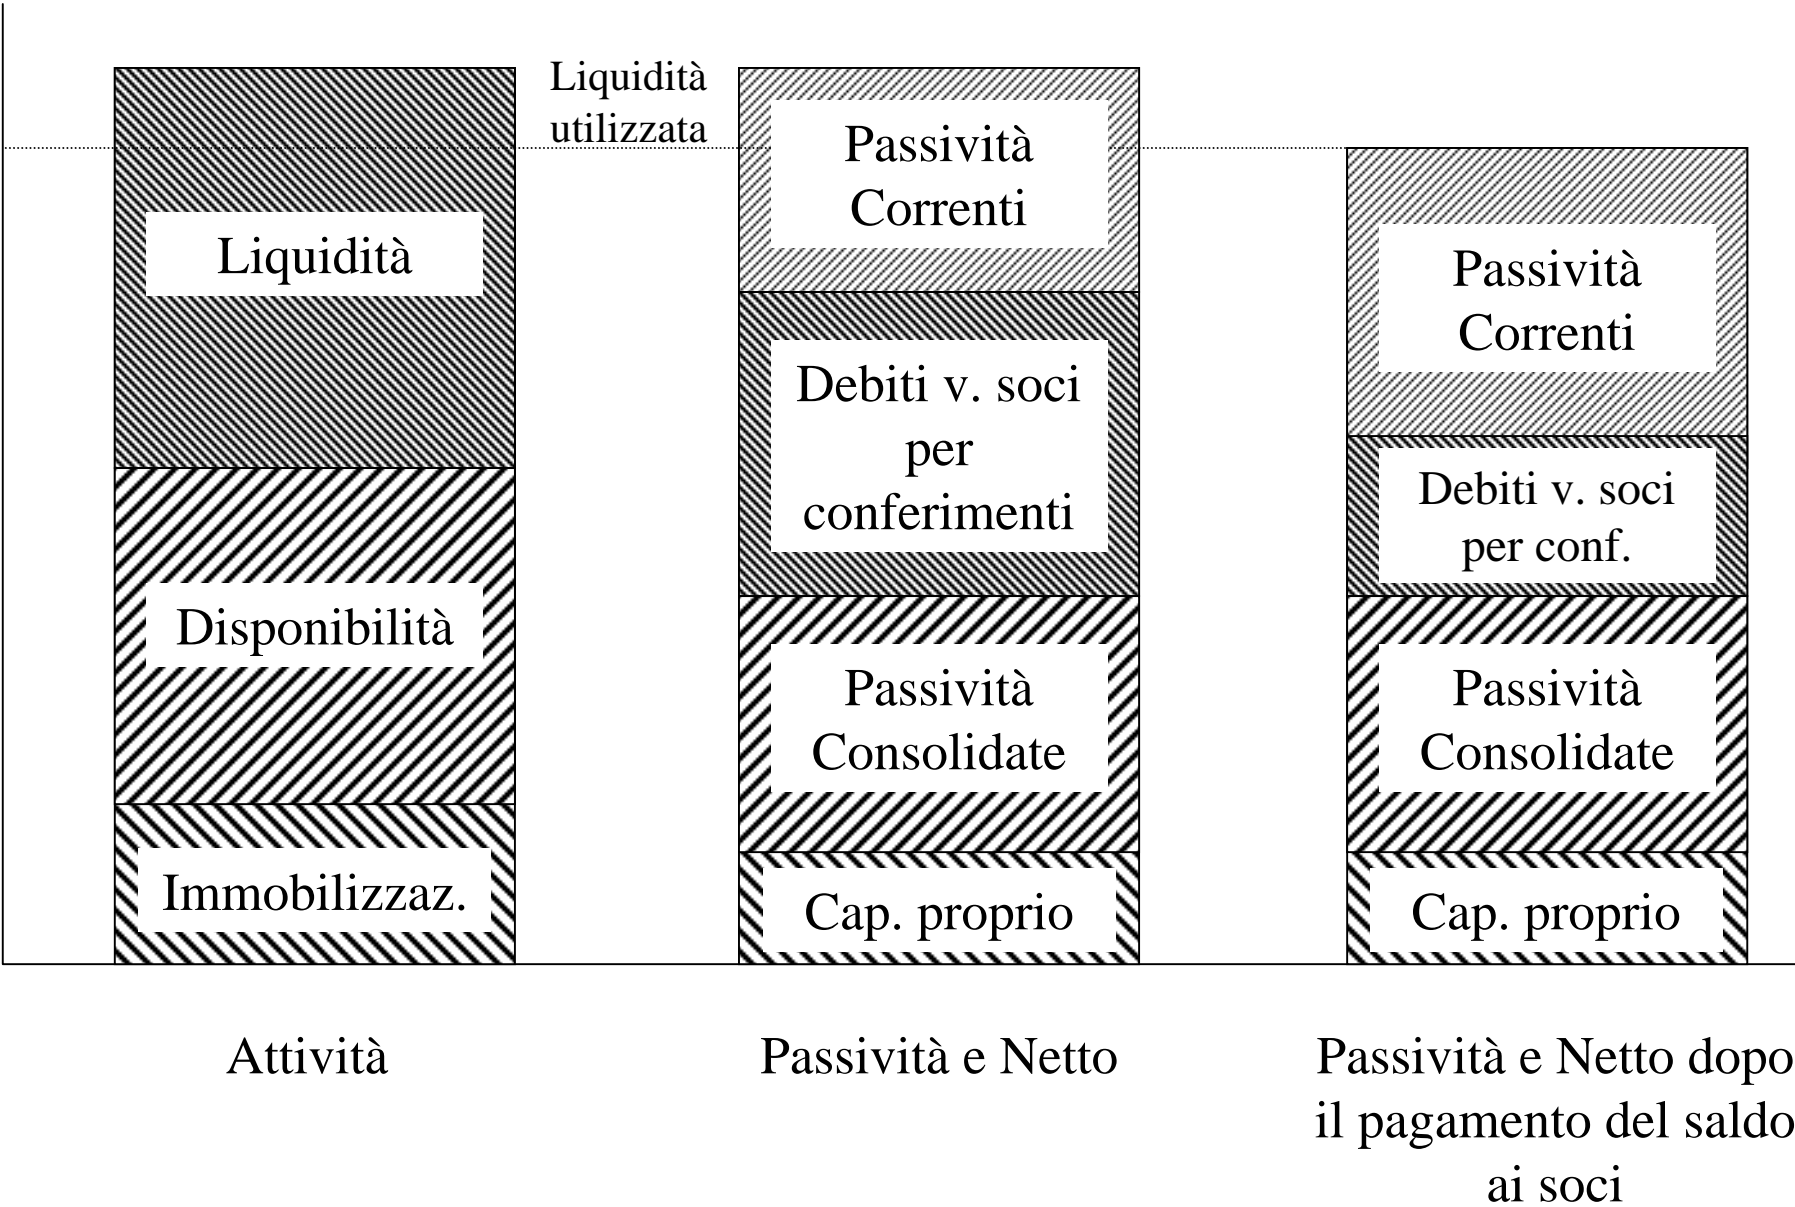 Liquidità
utilizzata
Liquidità
Disponibilità
Immobilizzaz.
Passività
Correnti
Debiti v. soci
per
conferimenti
Passività
Consolidate
Cap. proprio
Passività
Correnti
Debiti v. soci
per conf.
Passività
Consolidate
Cap. proprio
Attività
Passività e Netto
Passività e Netto dopo
il pagamento del saldo
ai soci